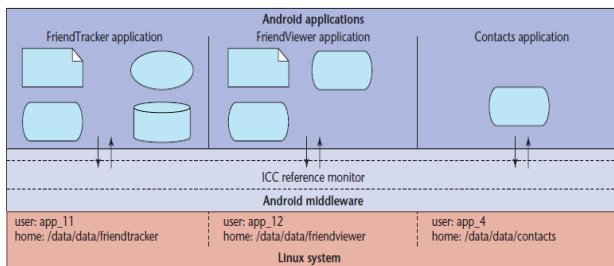 Android applications
FriendTracker application
FriendViewer application
Contacts application
ICC reference monitor
Android middleware
user: app_11
home: /data/data/friendtracker
user: app_12
home: /data/data/friendviewer
user: app_4
home: /data/data/contacts
Linux system